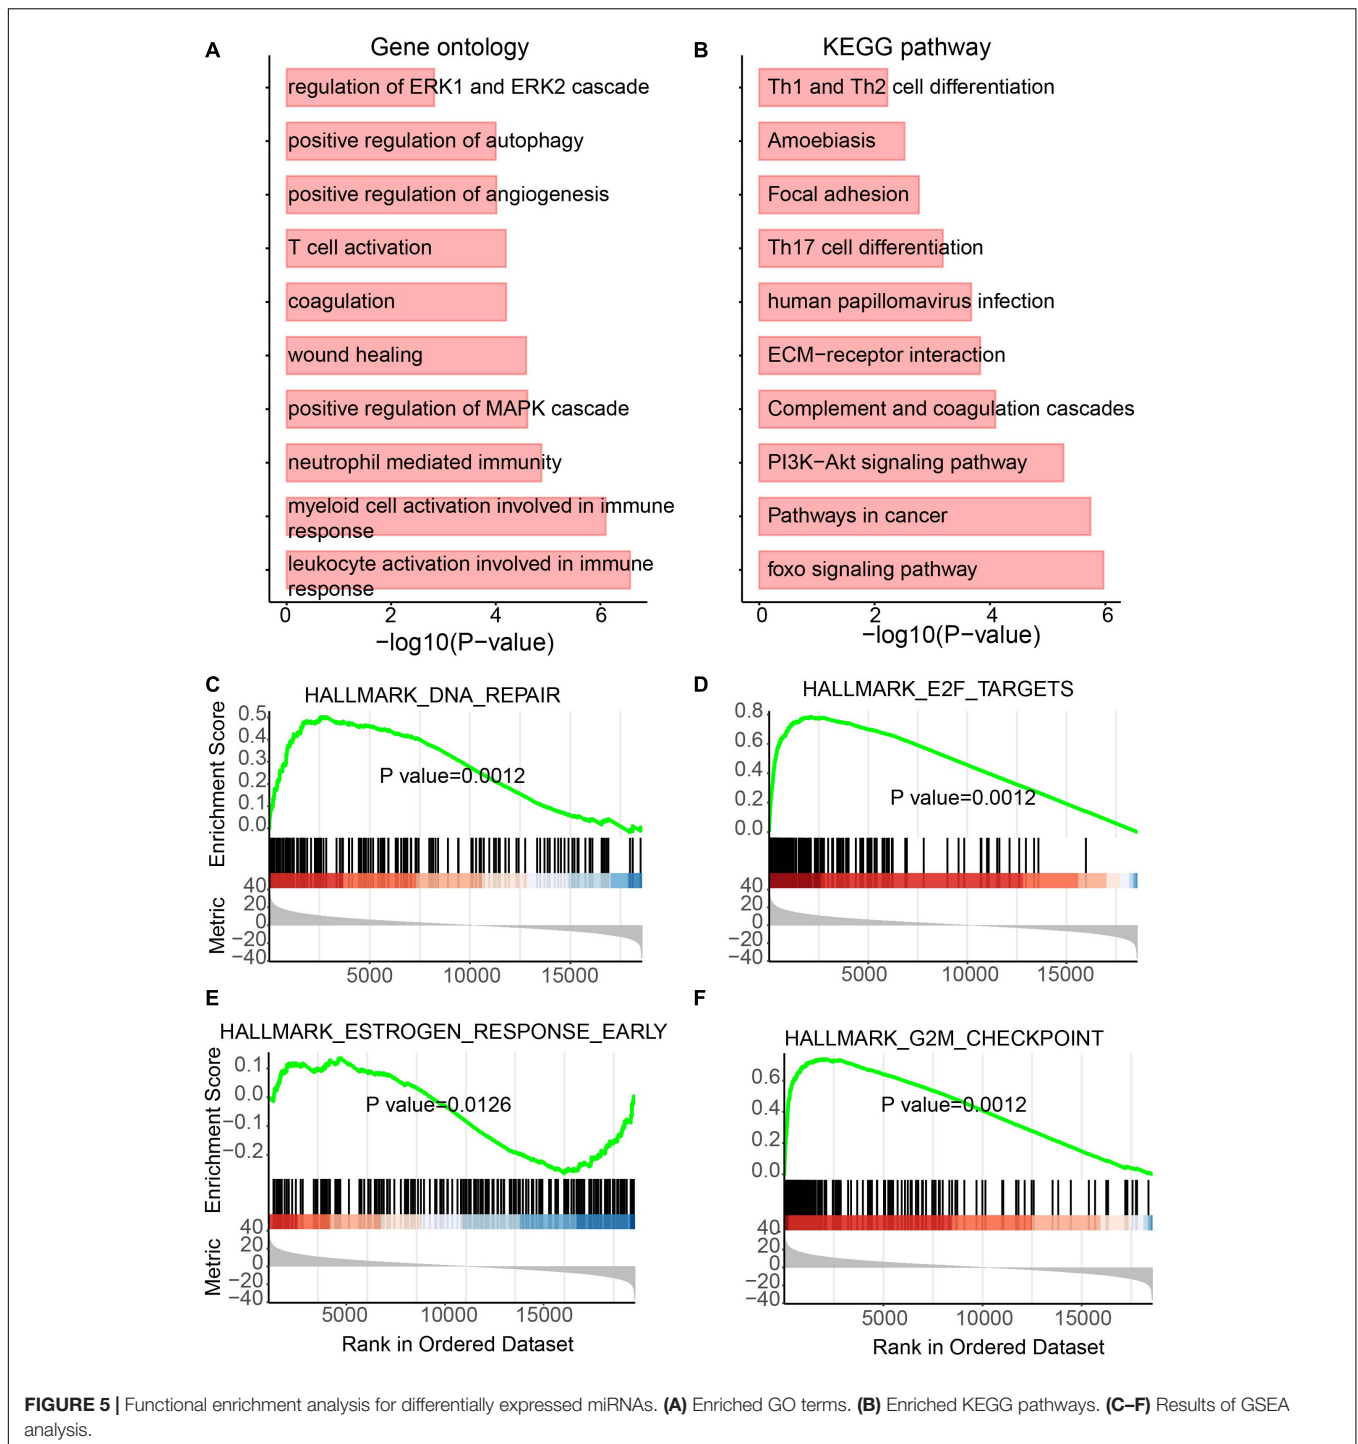 A
Gene ontology
regulation of ERK1 and ERK2 cascade
positive regulation of autophagy
positive regulation of angiogenesis
T cell activation
coagulation
wound healing
positive regulation of MAPK cascade
neutrophil mediated immunity
myeloid cell activation involved in immune
response
leukocyte activation involved in immune
response
0 2 4 6
−log10(P−value)
B
KEGG pathway
Th1 and Th2 cell differentiation
Amoebiasis
Focal adhesion
Th17 cell differentiation
human papillomavirus infection
ECM−receptor interaction
Complement and coagulation cascades
PI3K−Akt signaling pathway
Pathways in cancer
foxo signaling pathway
0 2 4 6
−log10(P−value)
C
HALLMARK_DNA_REPAIR
Enrichment Score
0.5
0.4
0.3
0.2
0.1
0.0
P value=0.0012
Metric
40
20
0
−20
−40
5000 10000 15000
D
HALLMARK_E2F_TARGETS
0.8
0.6
0.4
0.2
0.0
P value=0.0012
40
20
0
−20
−40
5000 10000 15000
E
HALLMARK_ESTROGEN_RESPONSE_EARLY
Enrichment Score
0.1
0.0
−0.1
−0.2
P value=0.0126
Metric
40
20
0
−20
−40
5000 10000 15000
Rank in Ordered Dataset
F
HALLMARK_G2M_CHECKPOINT
0.6
0.4
0.2
0.0
P value=0.0012
40
20
0
−20
−40
5000 10000 15000
Rank in Ordered Dataset
FIGURE 5 | Functional enrichment analysis for differentially expressed miRNAs. (A) Enriched GO terms. (B) Enriched KEGG pathways. (C–F) Results of GSEA
analysis.